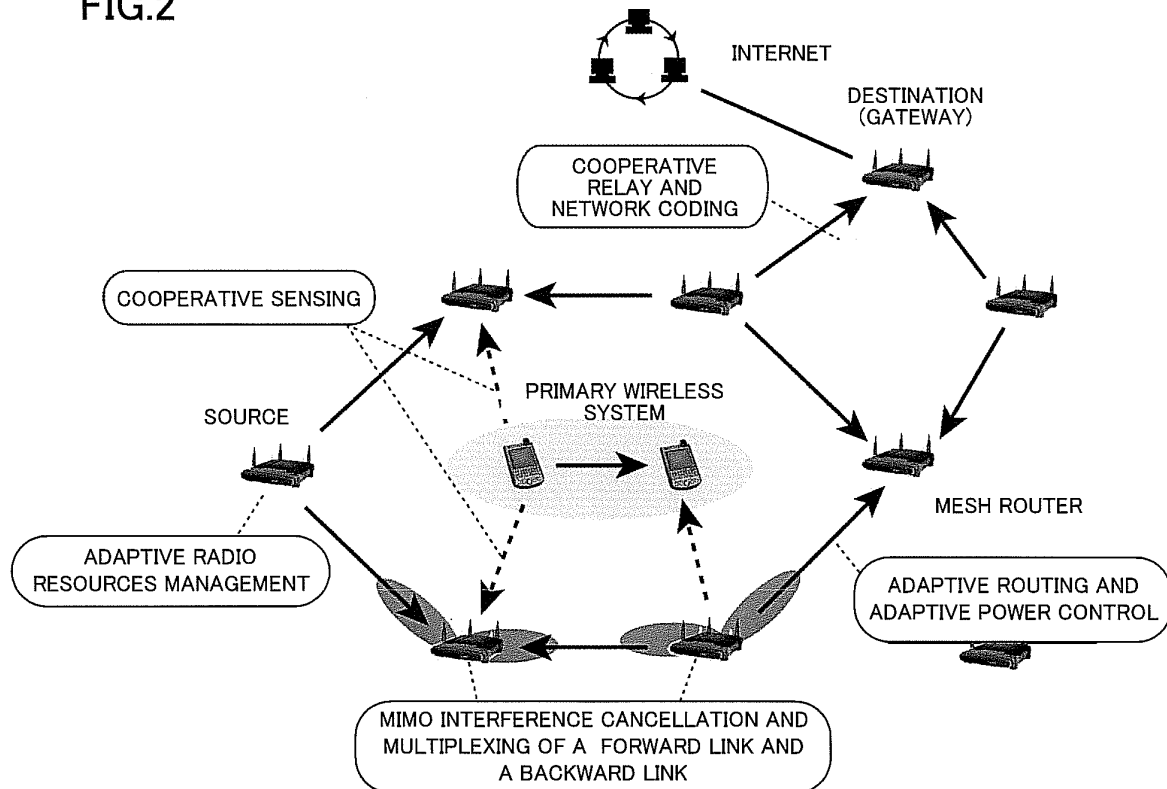 FIG.2
INTERNET
DESTINATION
(GATEWAY)
COOPERATIVE
RELAY AND
NETWORK CODING
COOPERATIVE SENSING
PRIMARY WIRELESS
SYSTEM
SOURCE
MESH ROUTER
ADAPTIVE RADIO
RESOURCES MANAGEMENT
ADAPTIVE ROUTING AND
ADAPTIVE POWER CONTROL
MIMO INTERFERENCE CANCELLATION AND
MULTIPLEXING OF A FORWARD LINK AND
A BACKWARD LINK